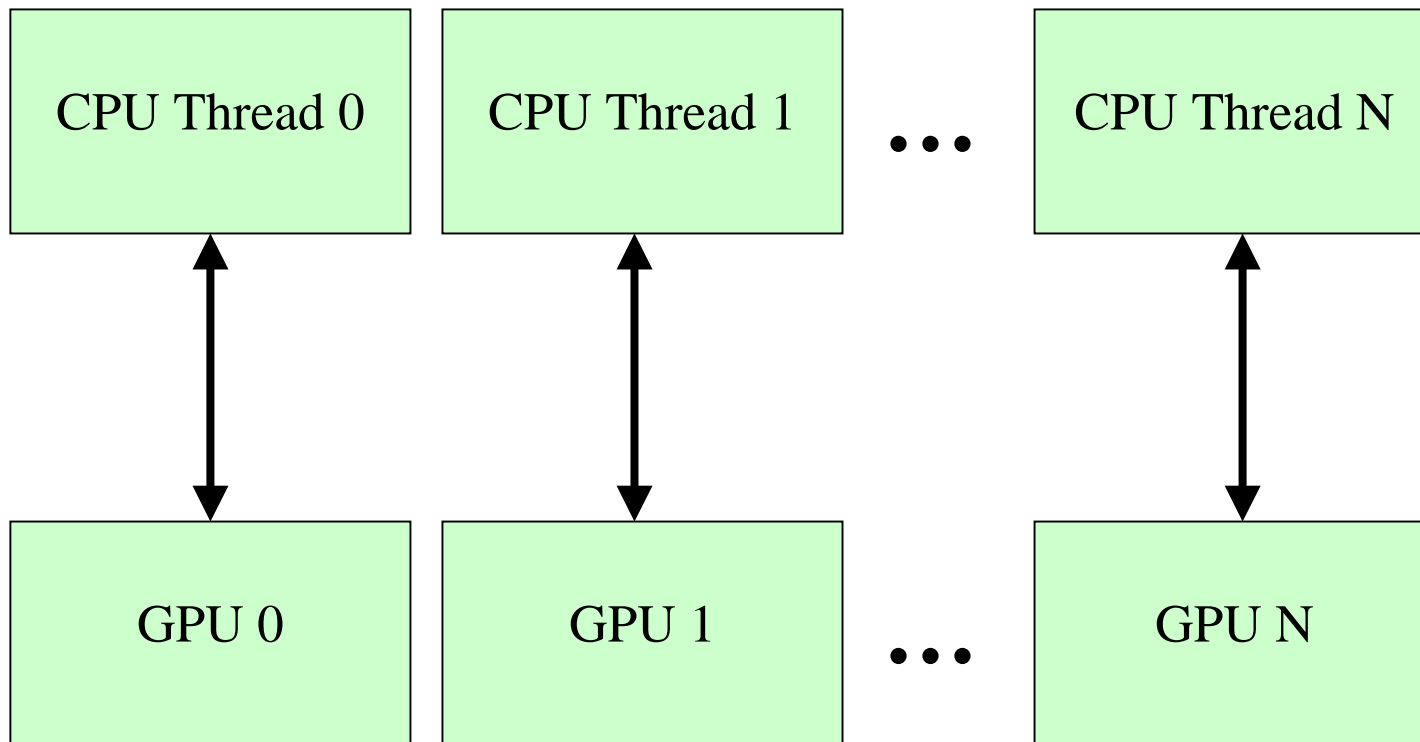 CPU Thread 0
CPU Thread 1
...
CPU Thread N
GPU 0
GPU 1
...
GPU N